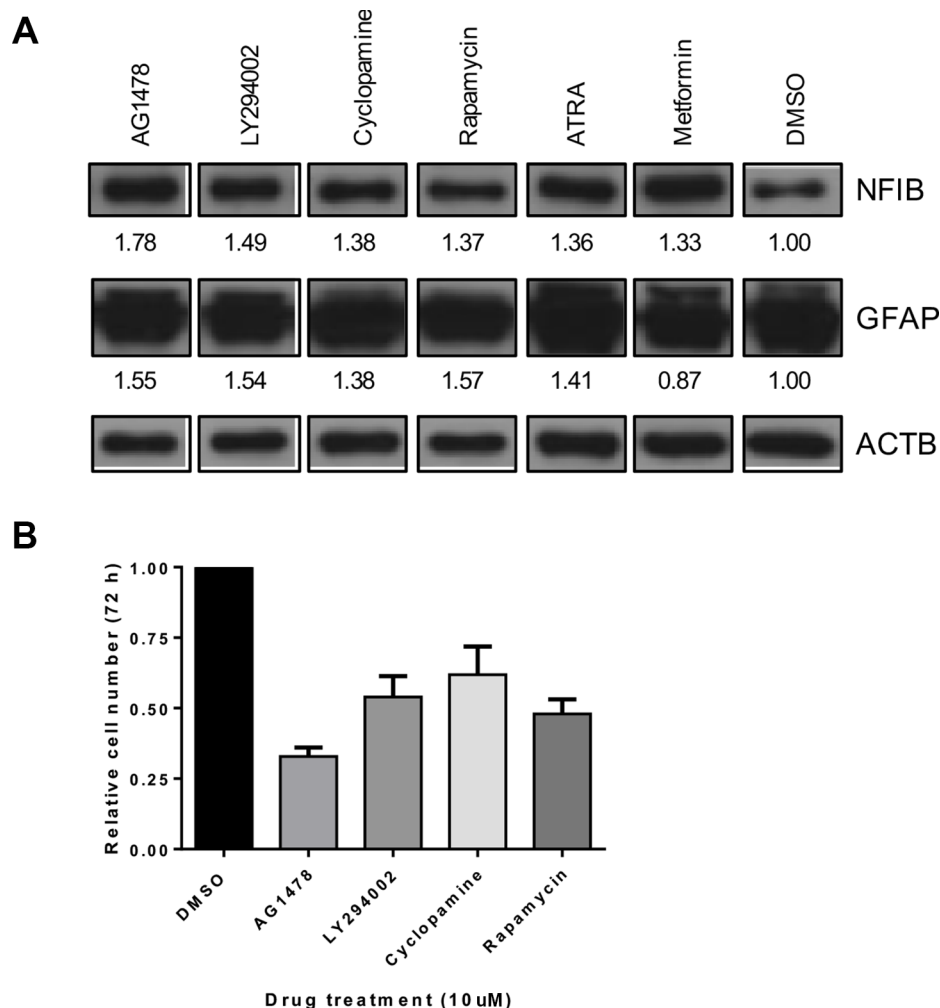 A
AG1478
LY294002
Cyclopamine
Rapamycin
ATRA
Metformin
DMSO
NFIB
1.78 1.49 1.38 1.37 1.36 1.33 1.00
GFAP
1.55 1.54 1.38 1.57 1.41 0.87 1.00
ACTB
B
Relative cell number (72 h)
1.00
0.75
0.50
0.25
0.00
DMSO
AG1478
LY294002
Cyclopamine
Rapamycin
Drug treatment (10 uM)